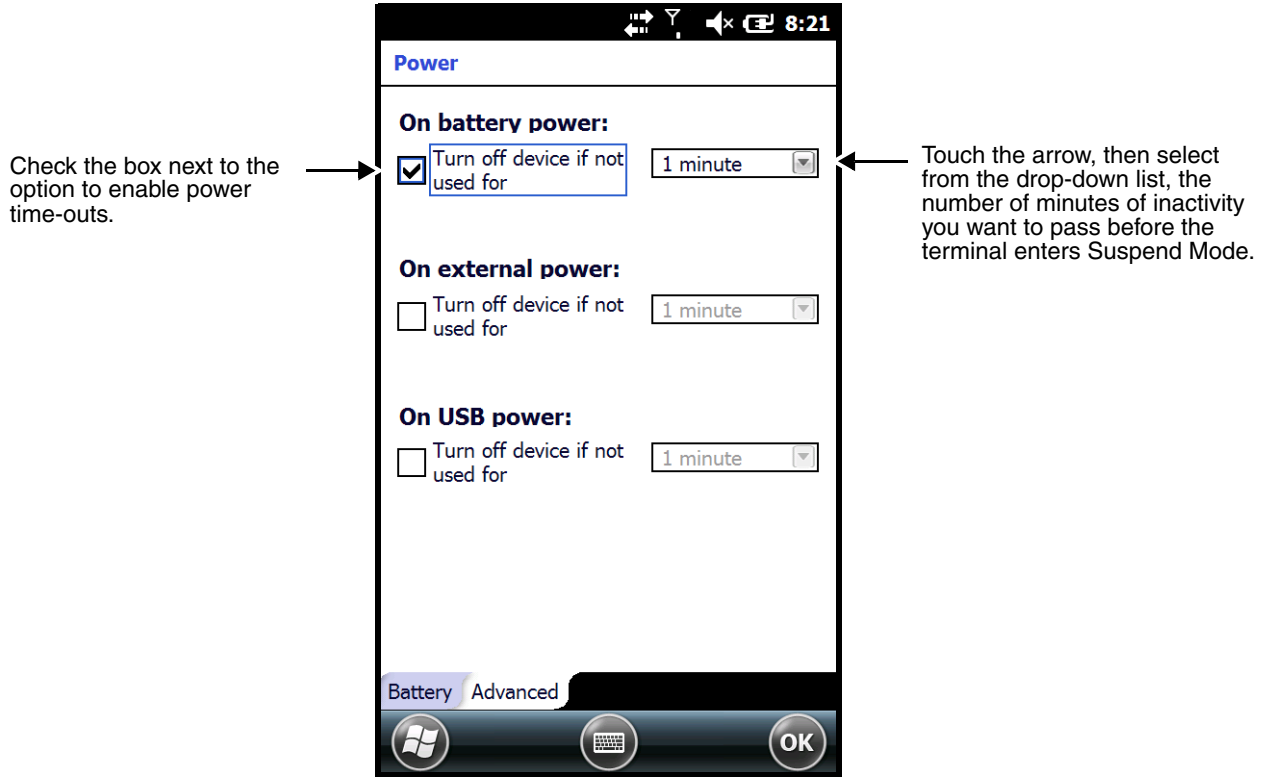 8:21
Power
On battery power:
Check the box next to the
option to enable power
time-outs.
Turn off device if not
used for
1 minute
Touch the arrow, then select
from the drop-down list, the
number of minutes of inactivity
you want to pass before the
terminal enters Suspend Mode.
On external power:
Turn off device if not
used for
1 minute
On USB power:
Turn off device if not
used for
1 minute
Battery Advanced
OK